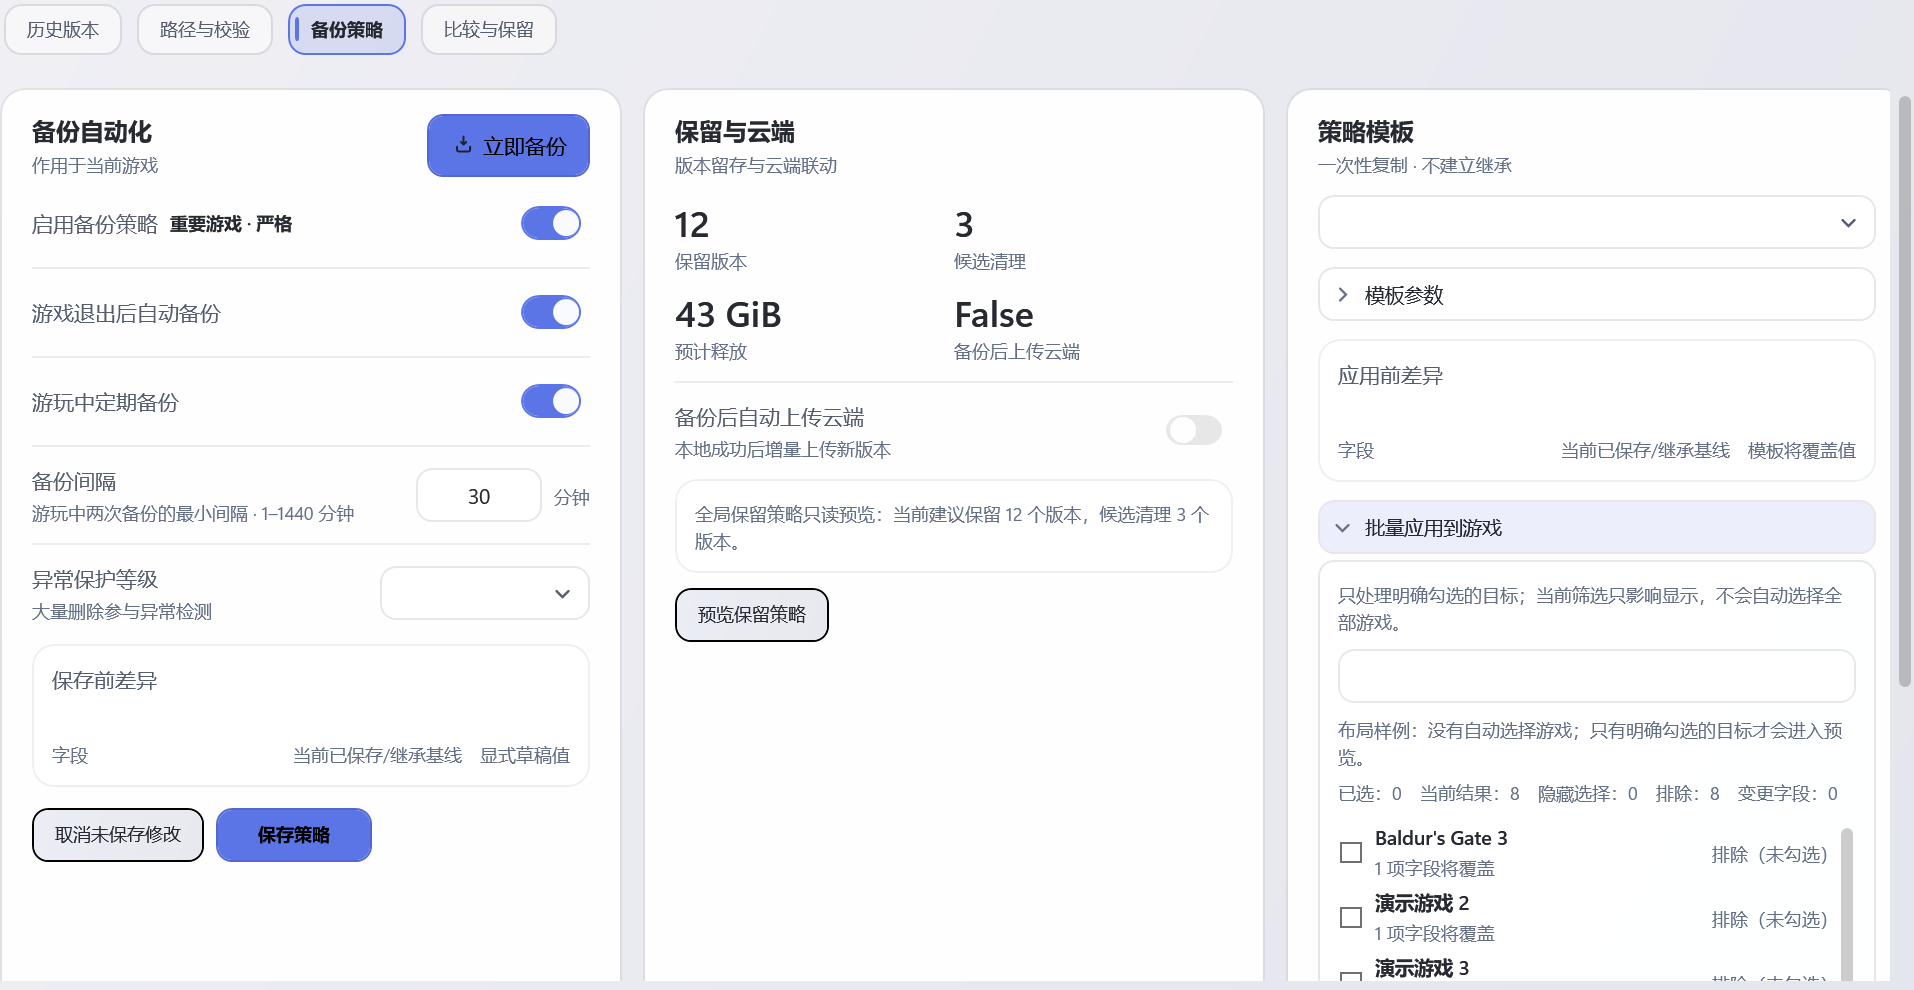 历史版本
路径与校验
备份策略
比较与保留
备份自动化
作用于当前游戏
立即备份
启用备份策略 重要游戏 · 严格
游戏退出后自动备份
游玩中定期备份
备份间隔
游玩中两次备份的最小间隔 · 1–1440 分钟
30 分钟
异常保护等级
大量删除参与异常检测
保存前差异
字段 当前已保存/继承基线 显式草稿值
取消未保存修改
保存策略
保留与云端
版本留存与云端联动
12
保留版本
3
候选清理
43 GiB
预计释放
False
备份后上传云端
备份后自动上传云端
本地成功后增量上传新版本
全局保留策略只读预览：当前建议保留 12 个版本，候选清理 3 个
版本。
预览保留策略
策略模板
一次性复制 · 不建立继承
模板参数
应用前差异
字段 当前已保存/继承基线 模板将覆盖值
批量应用到游戏
只处理明确勾选的目标；当前筛选只影响显示，不会自动选择全
部游戏。
布局样例：没有自动选择游戏；只有明确勾选的目标才会进入预
览。
已选：0 当前结果：8 隐藏选择：0 排除：8 变更字段：0
Baldur's Gate 3
1 项字段将覆盖
排除（未勾选）
演示游戏 2
1 项字段将覆盖
排除（未勾选）
演示游戏 3